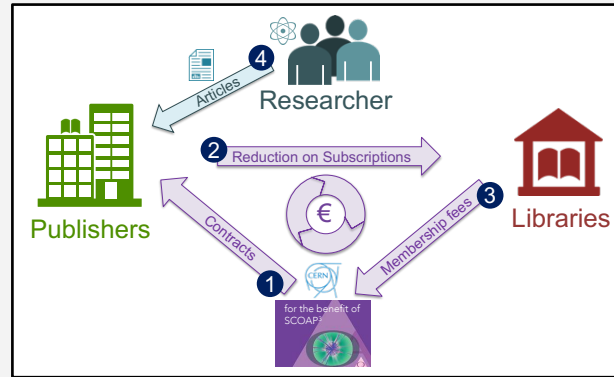 4
Articles
Researcher
2
Reduction on Subscriptions
Publishers
€
3
Membership fees
Libraries
Contracts
1
CERN
for the benefit of
SCOAP³